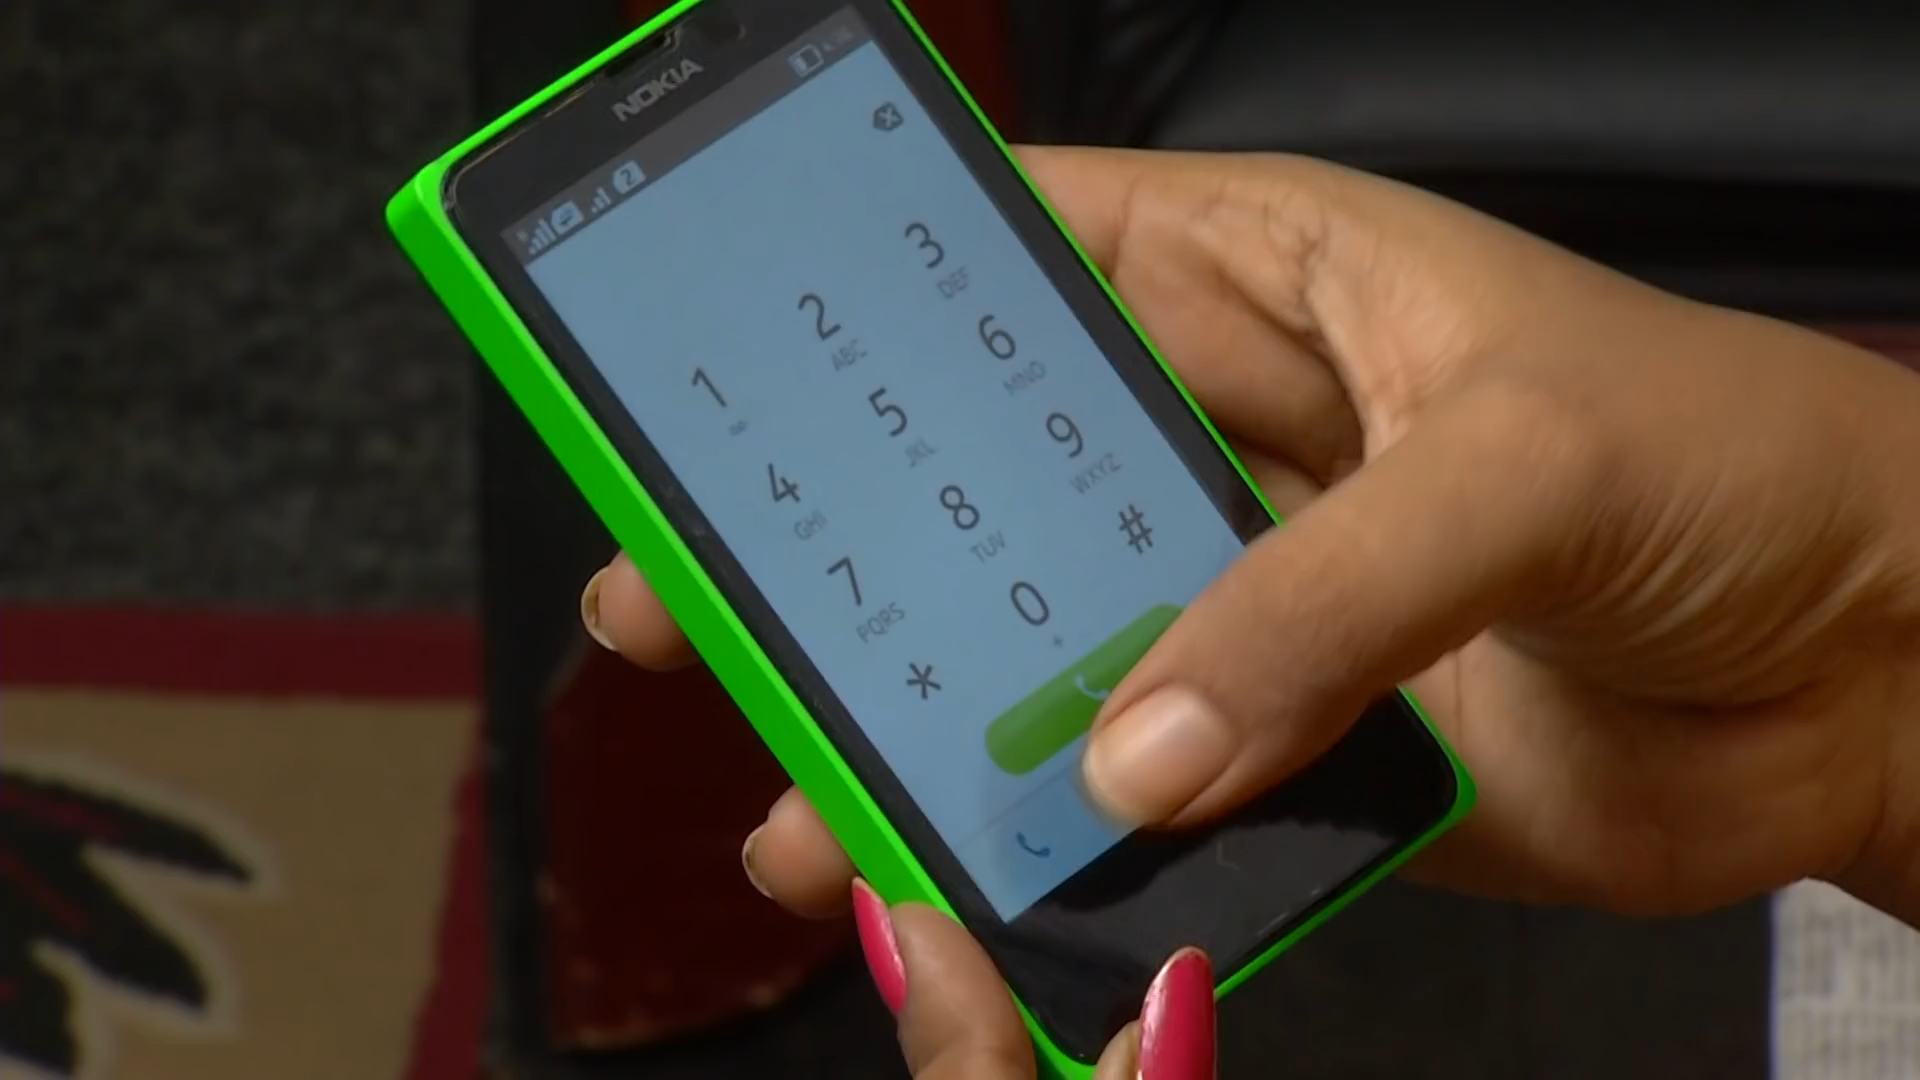 NOKIA
2
1 2 ABC 3 DEF
4 GHI 5 JKL 6 MNO
7 PQRS 8 TUV 9 WXYZ
* 0 + #